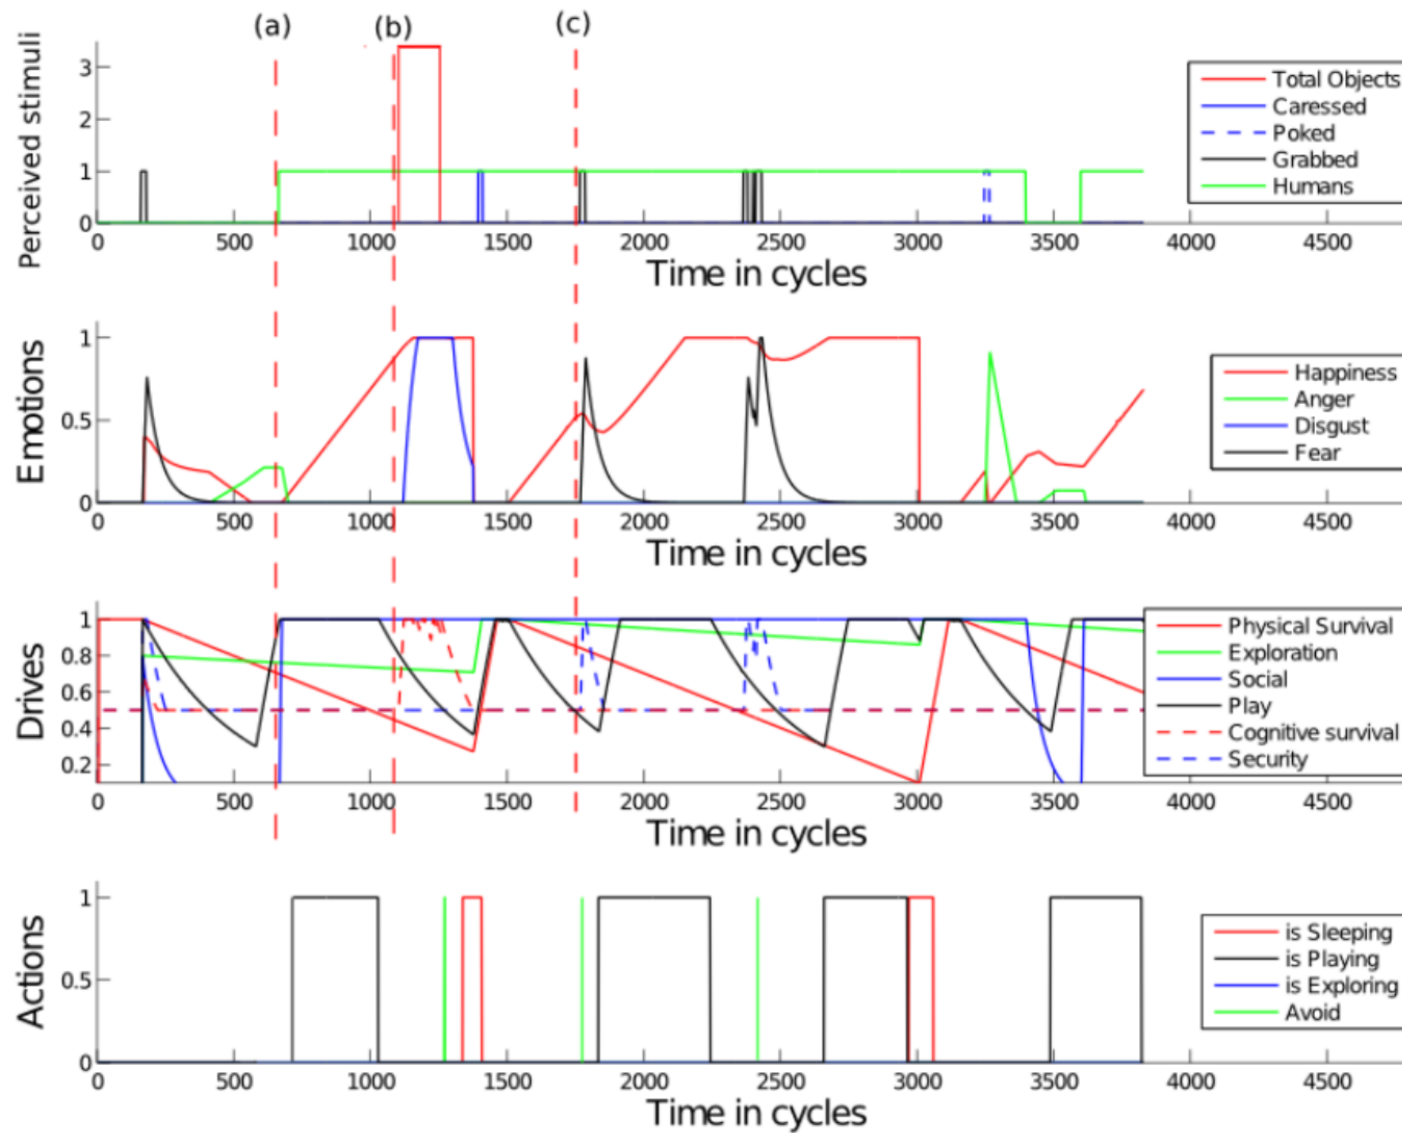 (a) (b) (c)
Perceived stimuli
3
2
1
0
Total Objects
Caressed
Poked
Grabbed
Humans
0 500 1000 1500 2000 2500 3000 3500 4000 4500
Time in cycles
Emotions
1
0.5
0
Happiness
Anger
Disgust
Fear
0 500 1000 1500 2000 2500 3000 3500 4000 4500
Time in cycles
Drives
1
0.8
0.6
0.4
0.2
Physical Survival
Exploration
Social
Play
Cognitive survival
Security
0 500 1000 1500 2000 2500 3000 3500 4000 4500
Time in cycles
Actions
1
0.5
0
is Sleeping
is Playing
is Exploring
Avoid
0 500 1000 1500 2000 2500 3000 3500 4000 4500
Time in cycles